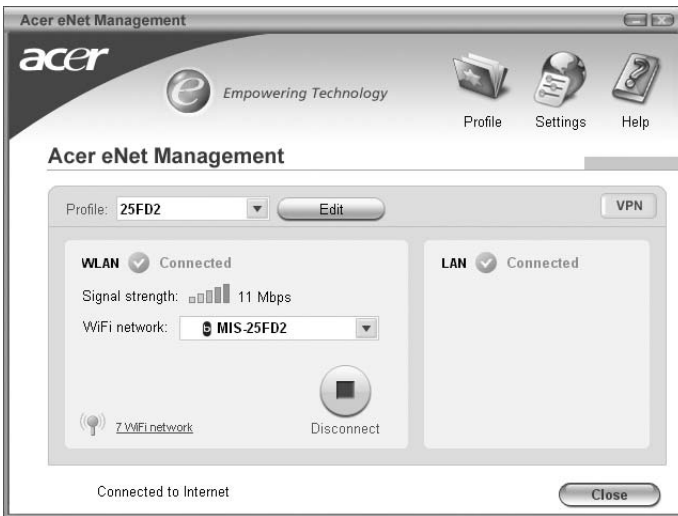 Acer eNet Management
acer
e Empowering Technology
Profile Settings Help
Acer eNet Management
Profile: 25FD2 Edit VPN
WLAN Connected
Signal strength: 11 Mbps
WiFi network: b MIS-25FD2
7 WiFi network
Disconnect
LAN Connected
Connected to Internet
Close